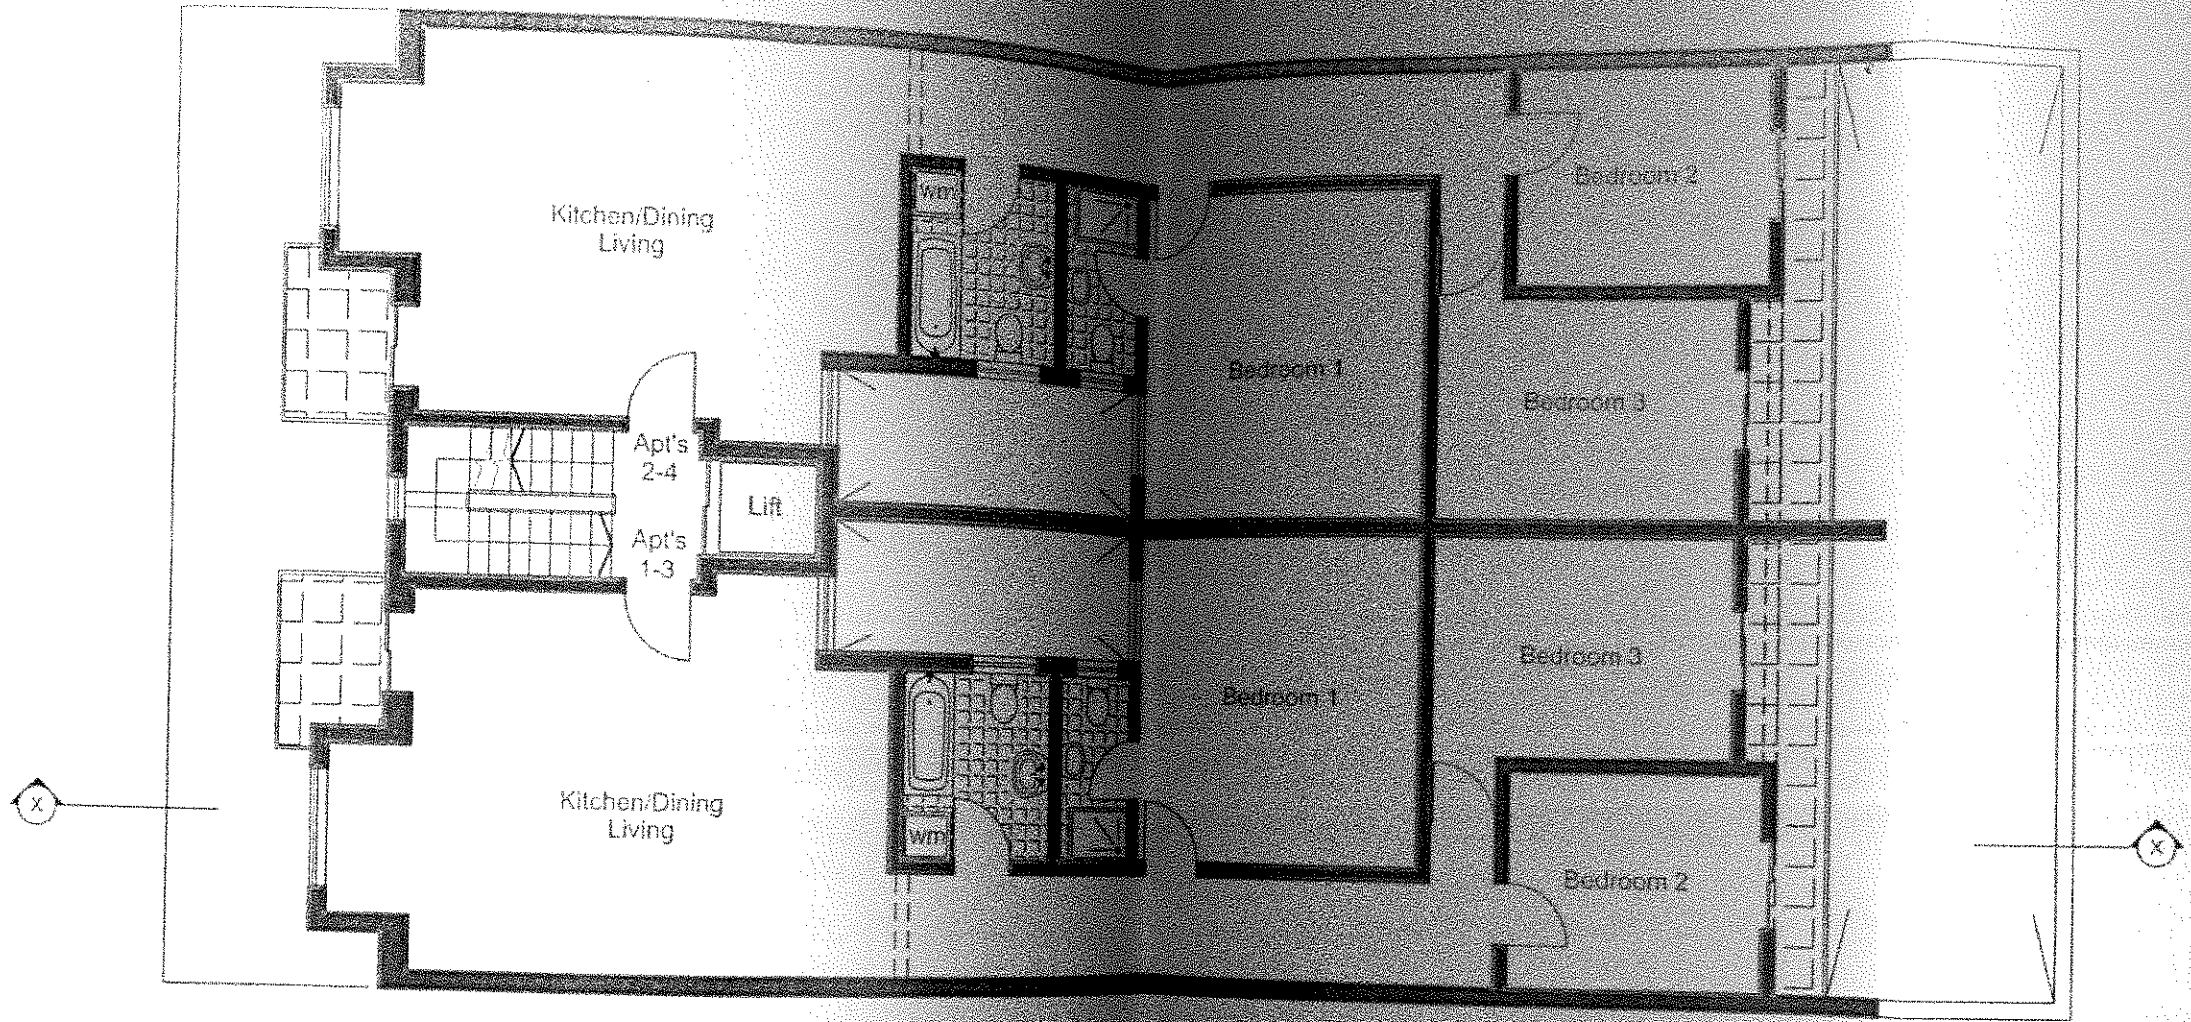 Kitchen/Dining
Living
wm
Bedroom 1
Bedroom 2
Bedroom 3
Apt's
2-4
Lift
Apt's
1-3
Bedroom 3
Bedroom 1
Kitchen/Dining
Living
wm
Bedroom 2
X
X